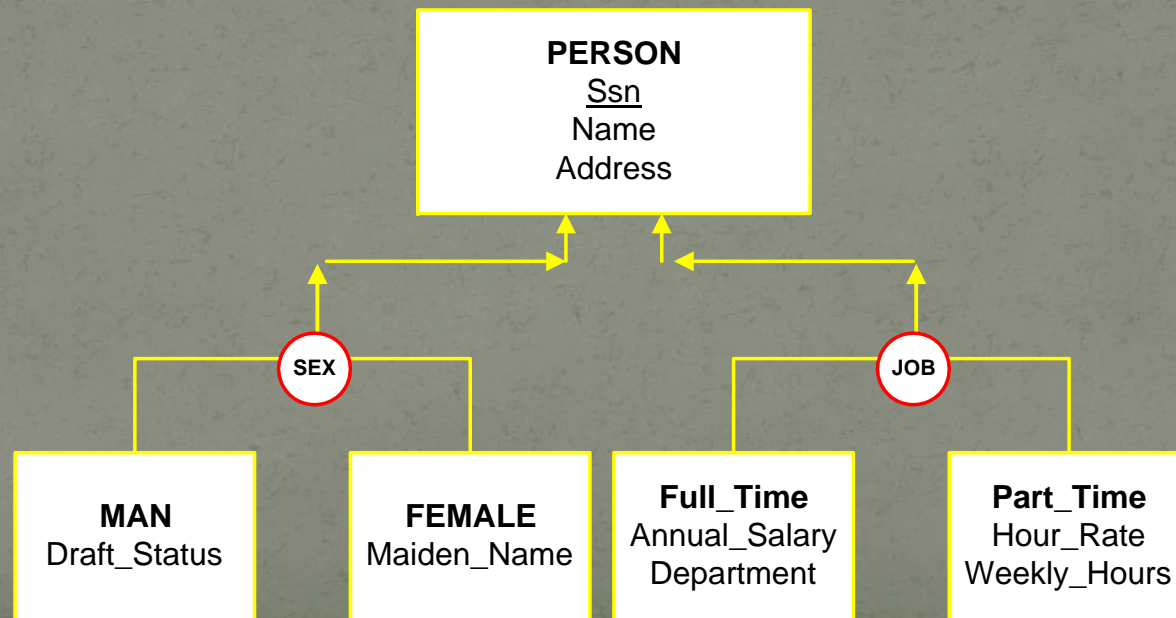 PERSON
Ssn
Name
Address
SEX
JOB
MAN
Draft_Status
FEMALE
Maiden_Name
Full_Time
Annual_Salary
Department
Part_Time
Hour_Rate
Weekly_Hours